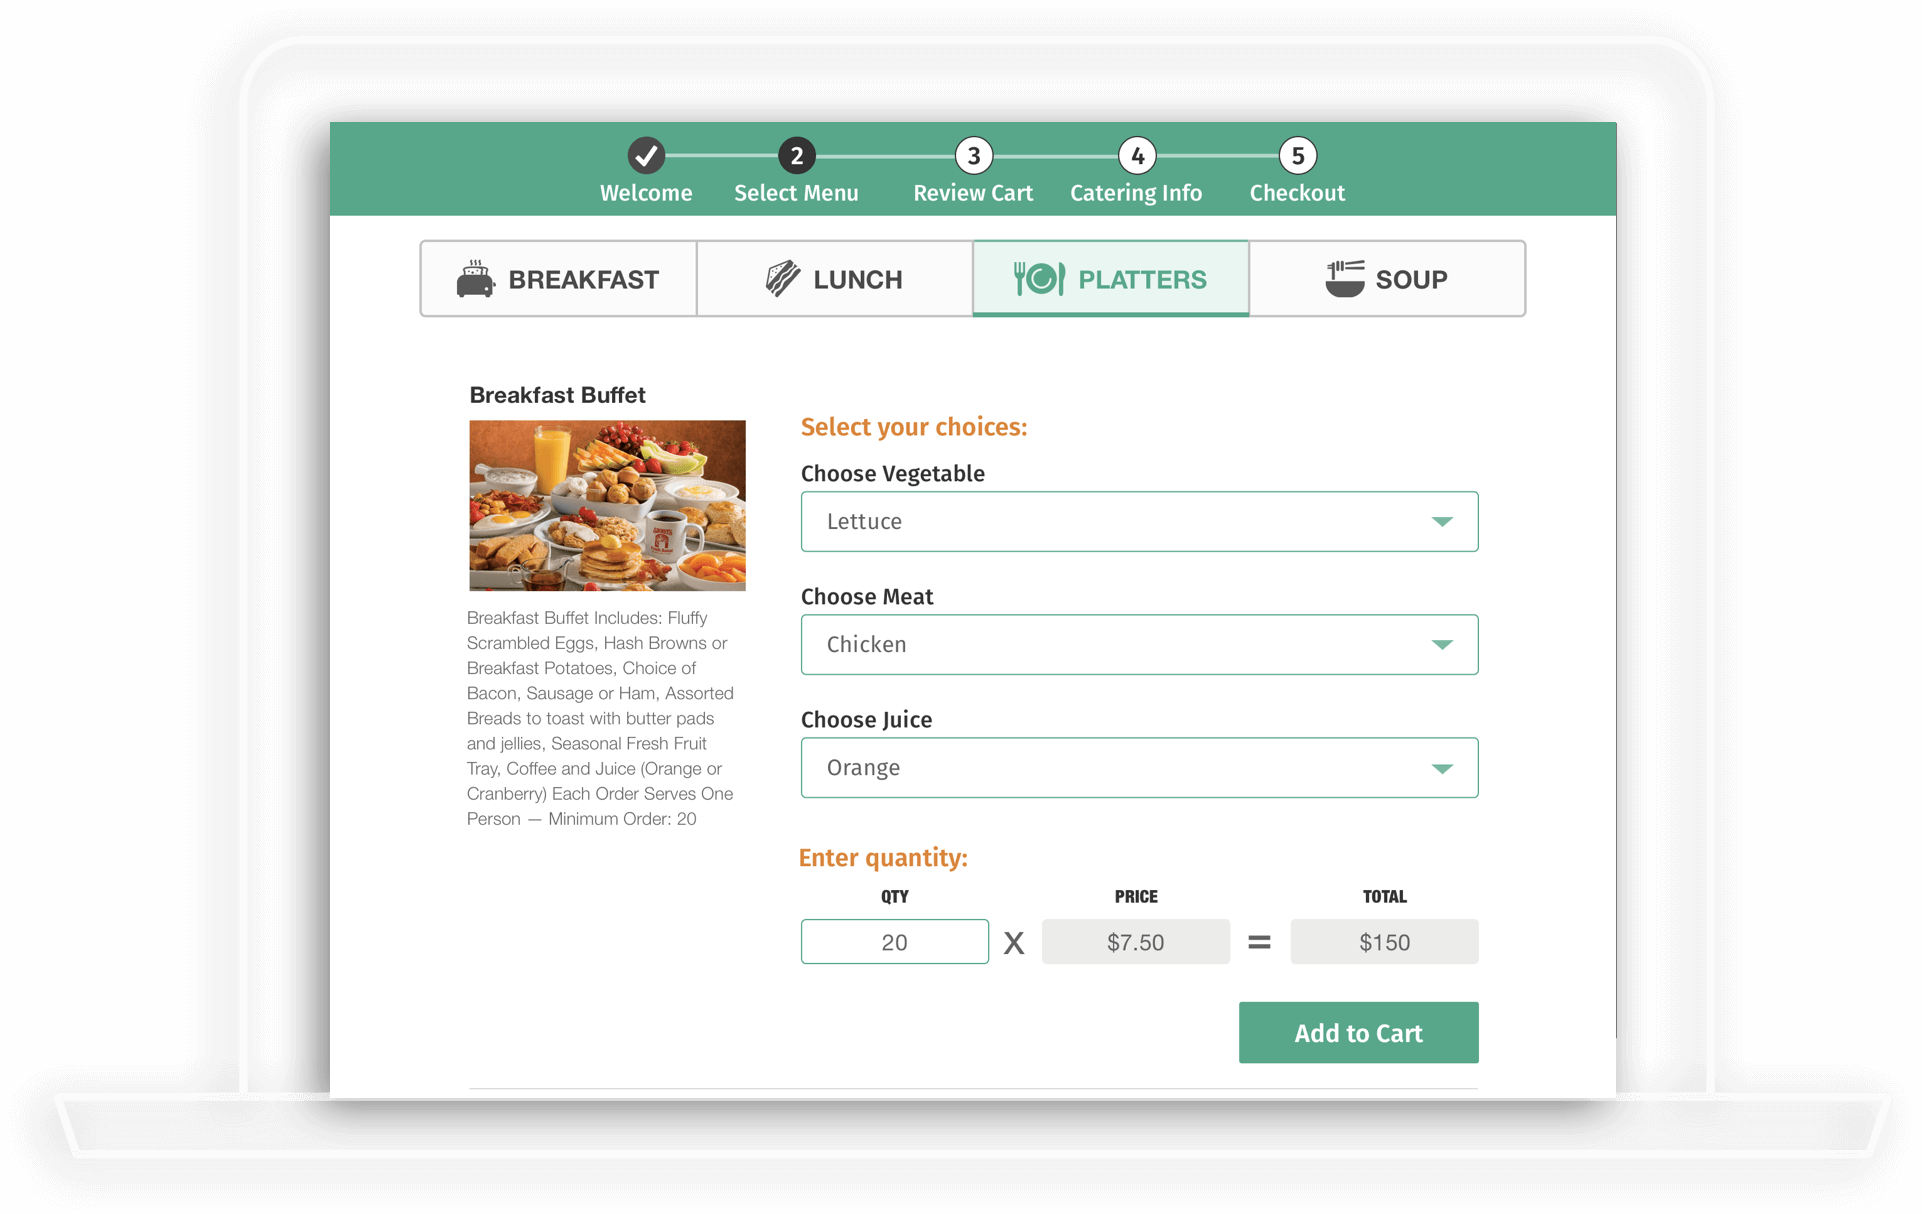 2 3 4 5
Welcome Select Menu Review Cart Catering Info Checkout
BREAKFAST LUNCH PLATTERS SOUP
Breakfast Buffet
Breakfast Buffet Includes: Fluffy
Scrambled Eggs, Hash Browns or
Breakfast Potatoes, Choice of
Bacon, Sausage or Ham, Assorted
Breads to toast with butter pads
and jellies, Seasonal Fresh Fruit
Tray, Coffee and Juice (Orange or
Cranberry) Each Order Serves One
Person — Minimum Order: 20
Select your choices:
Choose Vegetable
Lettuce
Choose Meat
Chicken
Choose Juice
Orange
Enter quantity:
QTY PRICE TOTAL
20 X $7.50 = $150
Add to Cart